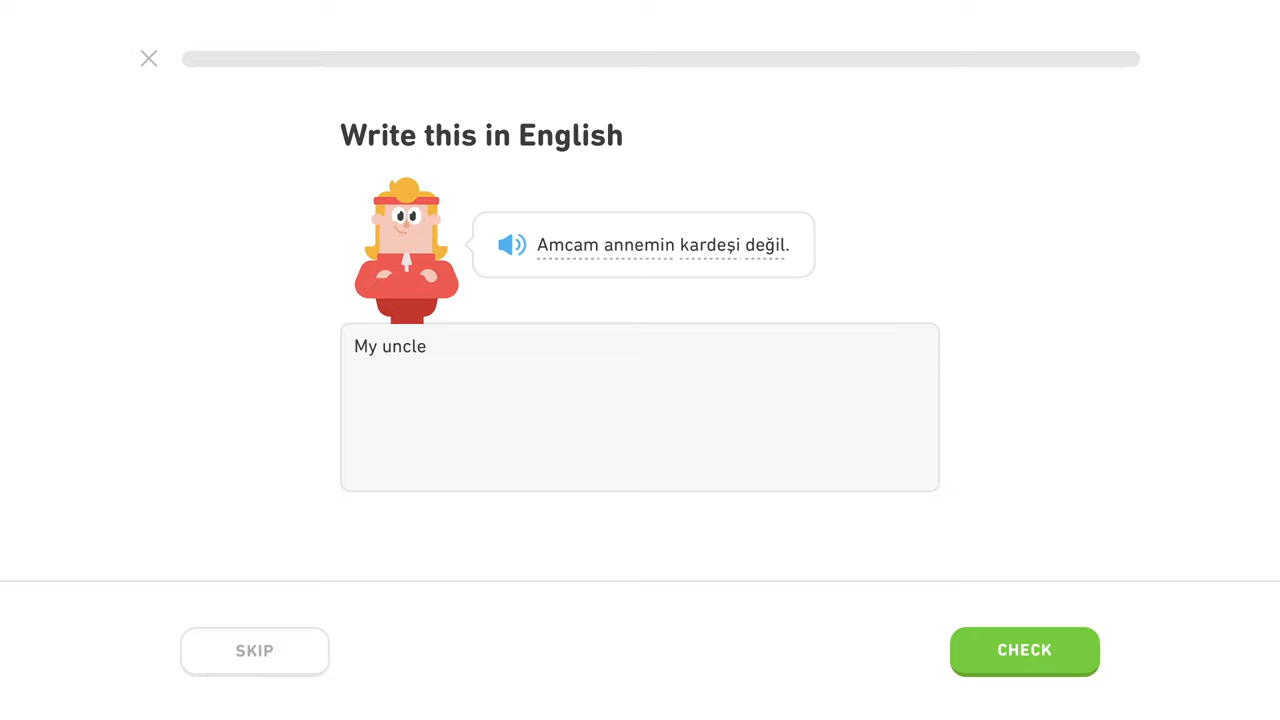 Write this in English
Amcam annemin kardeşi değil.
My uncle
SKIP
CHECK